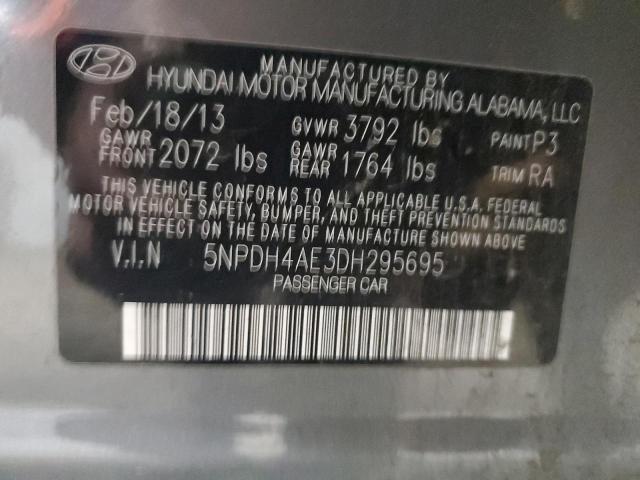 MANUFACTURED BY
HYUNDAI MOTOR MANUFACTURING ALABAMA, LLC
Feb/18/13 GVWR 3792 lbs PAINT P3
GAWR FRONT 2072 lbs GAWR REAR 1764 lbs TRIM RA
THIS VEHICLE CONFORMS TO ALL APPLICABLE U.S.A. FEDERAL
MOTOR VEHICLE SAFETY, BUMPER, AND THEFT PREVENTION STANDARDS
IN EFFECT ON THE DATE OF MANUFACTURE SHOWN ABOVE.
V.I.N 5NPDH4AE3DH295695
PASSENGER CAR